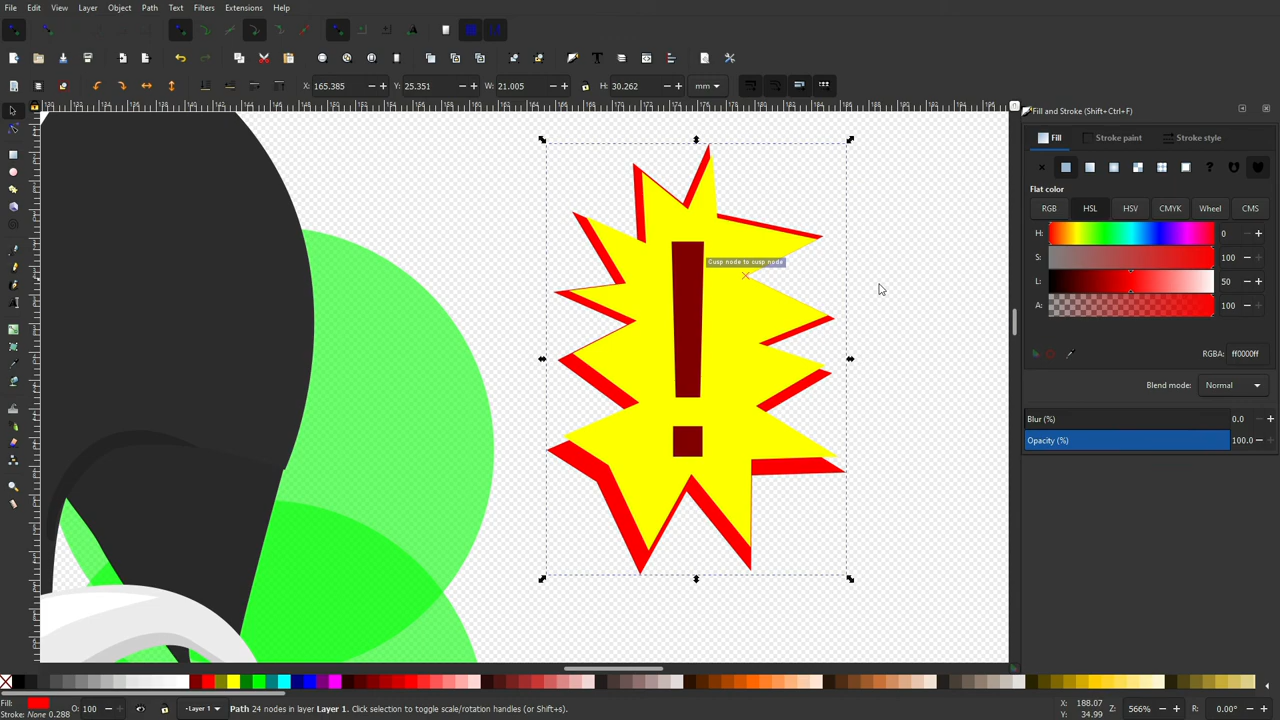 File Edit View Layer Object Path Text Filters Extensions Help
X: 165.385 Y: 25.351 W: 21.005 H: 30.262 mm
Fill and Stroke (Shift+Ctrl+F)
Fill Stroke paint Stroke style
Flat color
RGB HSL HSV CMYK Wheel CMS
H: 0
S: 100
L: 50
A: 100
RGBA: ff0000ff
Blend mode: Normal
Blur (%) 0.0
Opacity (%) 100.0
!
Cusp node to cusp node
Fill:
Stroke: None 0.288
O: 100
-Layer 1
Path 24 nodes in layer Layer 1. Click selection to toggle scale/rotation handles (or Shift+s).
X: 188.07
Y: 34.99
Z: 566%
R: 0.00°